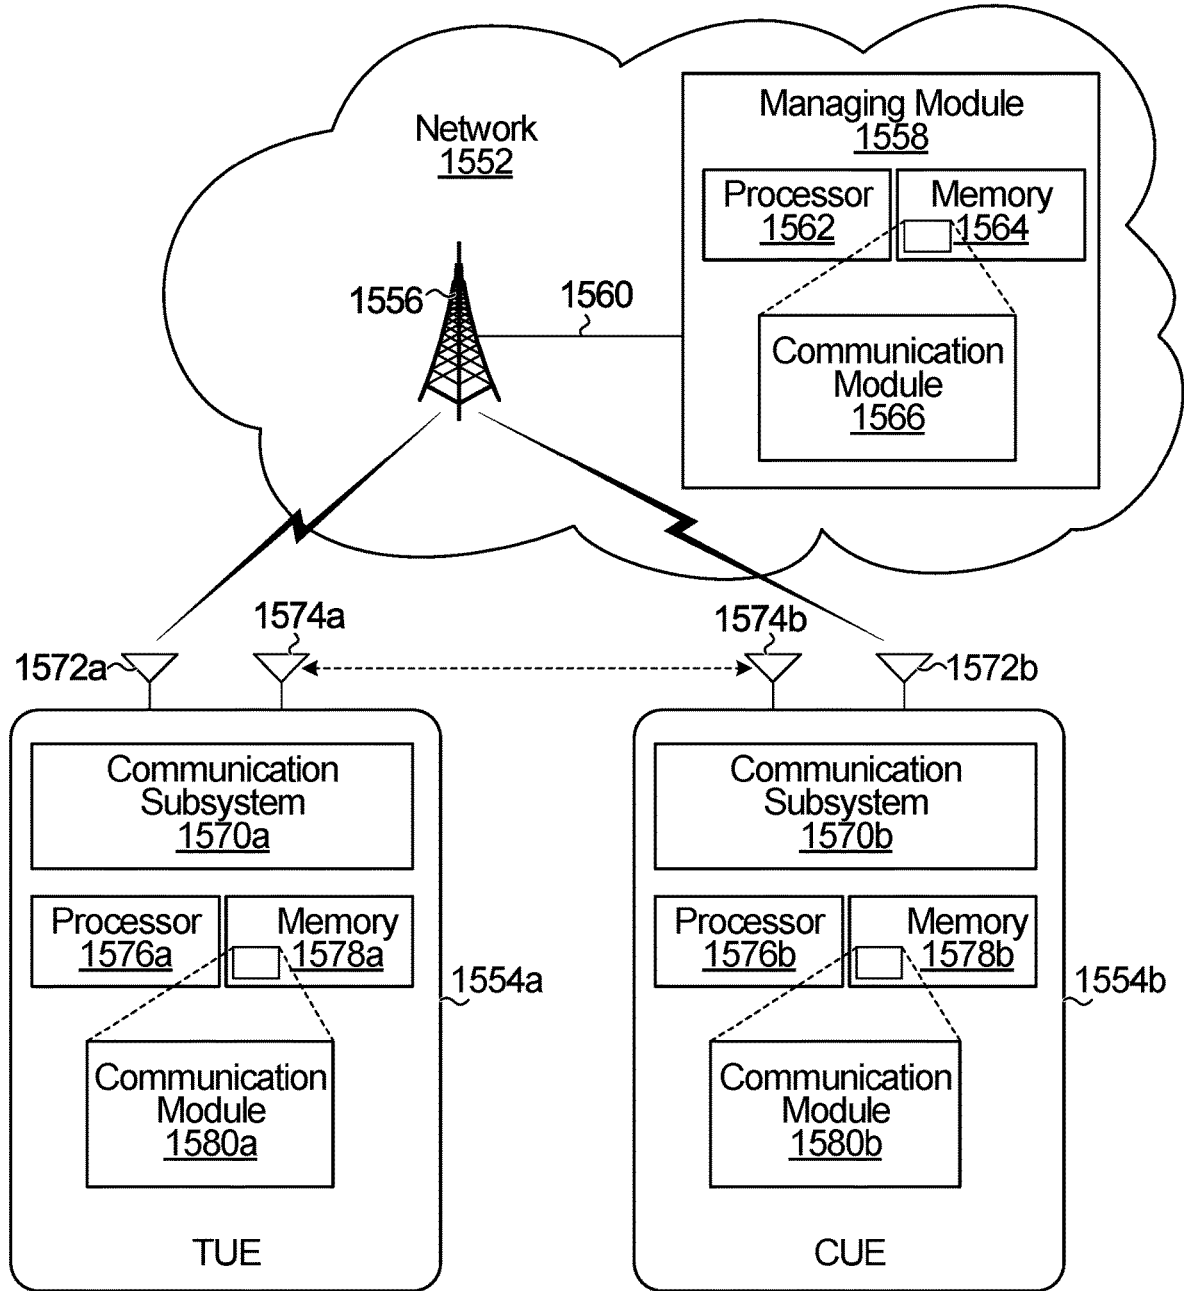 Network
1552
Managing Module
1558
Processor
1562
Memory
1564
1556
1560
Communication
Module
1566
1572a
1574a
1574b
1572b
Communication
Subsystem
1570a
Processor
1576a
Memory
1578a
1554a
Communication
Module
1580a
TUE
Communication
Subsystem
1570b
Processor
1576b
Memory
1578b
1554b
Communication
Module
1580b
CUE